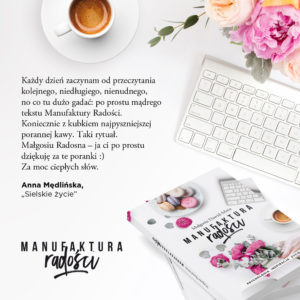 Każdy dzień zaczynam od przeczytania
kolejnego, niedługiego, nienudnego,
no co tu dużo gadać: po prostu mądrego
tekstu Manufaktury Radości.
Koniecznie z kubkiem najpyszniejszej
porannej kawy. Taki rytuał.
Małgosiu Radosna – ja ci po prostu
dziękuję za te poranki :)
Za moc ciepłych słów.
Anna Mędlińska,
„Sielskie życie”
MANUFAKTURA
radości
MANUFAKTURA
radości